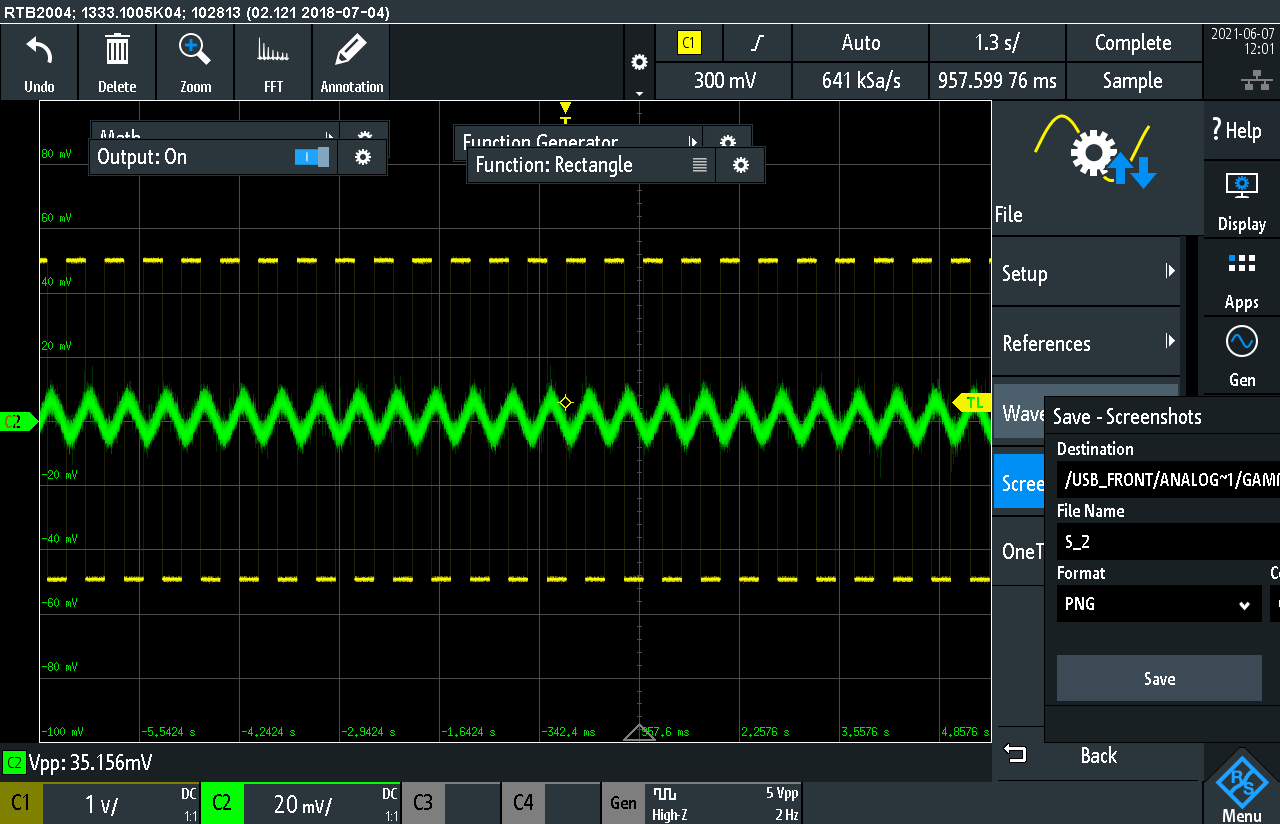 RTB2004; 1333.1005K04; 102813 (02.121 2018-07-04)
Undo
Delete
Zoom
FFT
Annotation
C1
Auto
1.3 s/
Complete
300 mV
641 kSa/s
957.599 76 ms
Sample
2021-06-07
12:01
Math
Output: On
Function Generator
Function: Rectangle
T
80 mV
60 mV
40 mV
20 mV
-20 mV
-40 mV
-60 mV
-80 mV
-100 mV
C2
TL
-5.5424 s
-4.2424 s
-2.9424 s
-1.6424 s
-342.4 ms
957.6 ms
2.2576 s
3.5576 s
4.8576 s
File
Setup
References
Wave
Scree
OneT
Back
? Help
Display
Apps
Gen
Save - Screenshots
Destination
/USB_FRONT/ANALOG~1/GAM
File Name
S_2
Format
PNG
Save
Menu
R&S
C2 Vpp: 35.156mV
C1 1 V/ DC 1:1
C2 20 mV/ DC 1:1
C3
C4
Gen
High-Z
5 Vpp
2 Hz